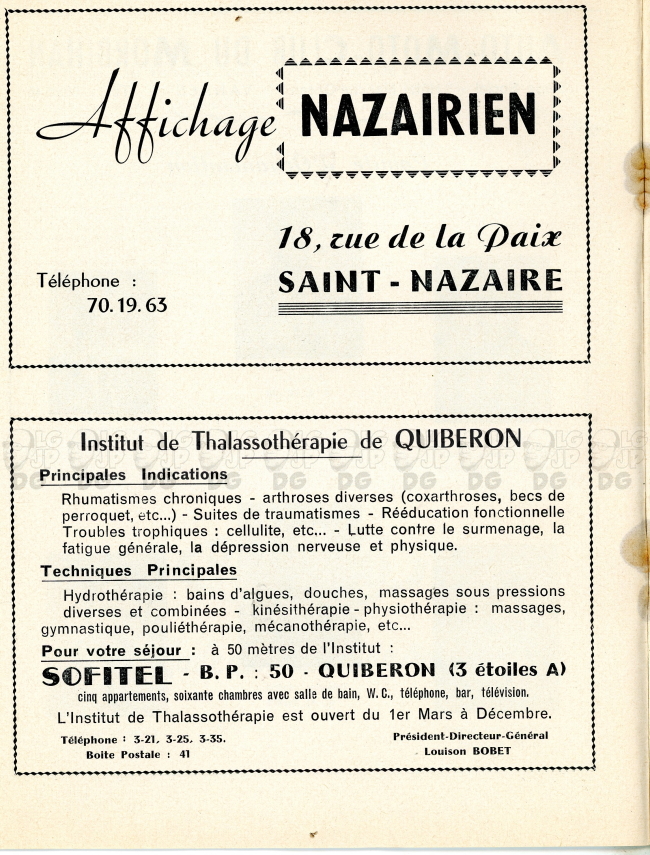 Affichage NAZAIRIEN
18, rue de la Paix
SAINT - NAZAIRE
Téléphone :
70.19.63
Institut de Thalassothérapie de QUIBERON
Principales Indications
Rhumatismes chroniques - arthroses diverses (coxarthroses, becs de
perroquet, etc...) - Suites de traumatismes - Rééducation fonctionnelle
Troubles trophiques : cellulite, etc... - Lutte contre le surmenage, la
fatigue générale, la dépression nerveuse et physique.
Techniques Principales
Hydrothérapie : bains d'algues, douches, massages sous pressions
diverses et combinées - kinésithérapie - physiothérapie : massages,
gymnastique, pouliéthérapie, mécanothérapie, etc...
Pour votre séjour : à 50 mètres de l'Institut :
SOFITEL - B. P. : 50 - QUIBERON (3 étoiles A)
cinq appartements, soixante chambres avec salle de bain, W. C., téléphone, bar, télévision.
L'Institut de Thalassothérapie est ouvert du 1er Mars à Décembre.
Téléphone : 3-21, 3-25, 3-35.
Boite Postale : 41
Président-Directeur-Général
Louison BOBET